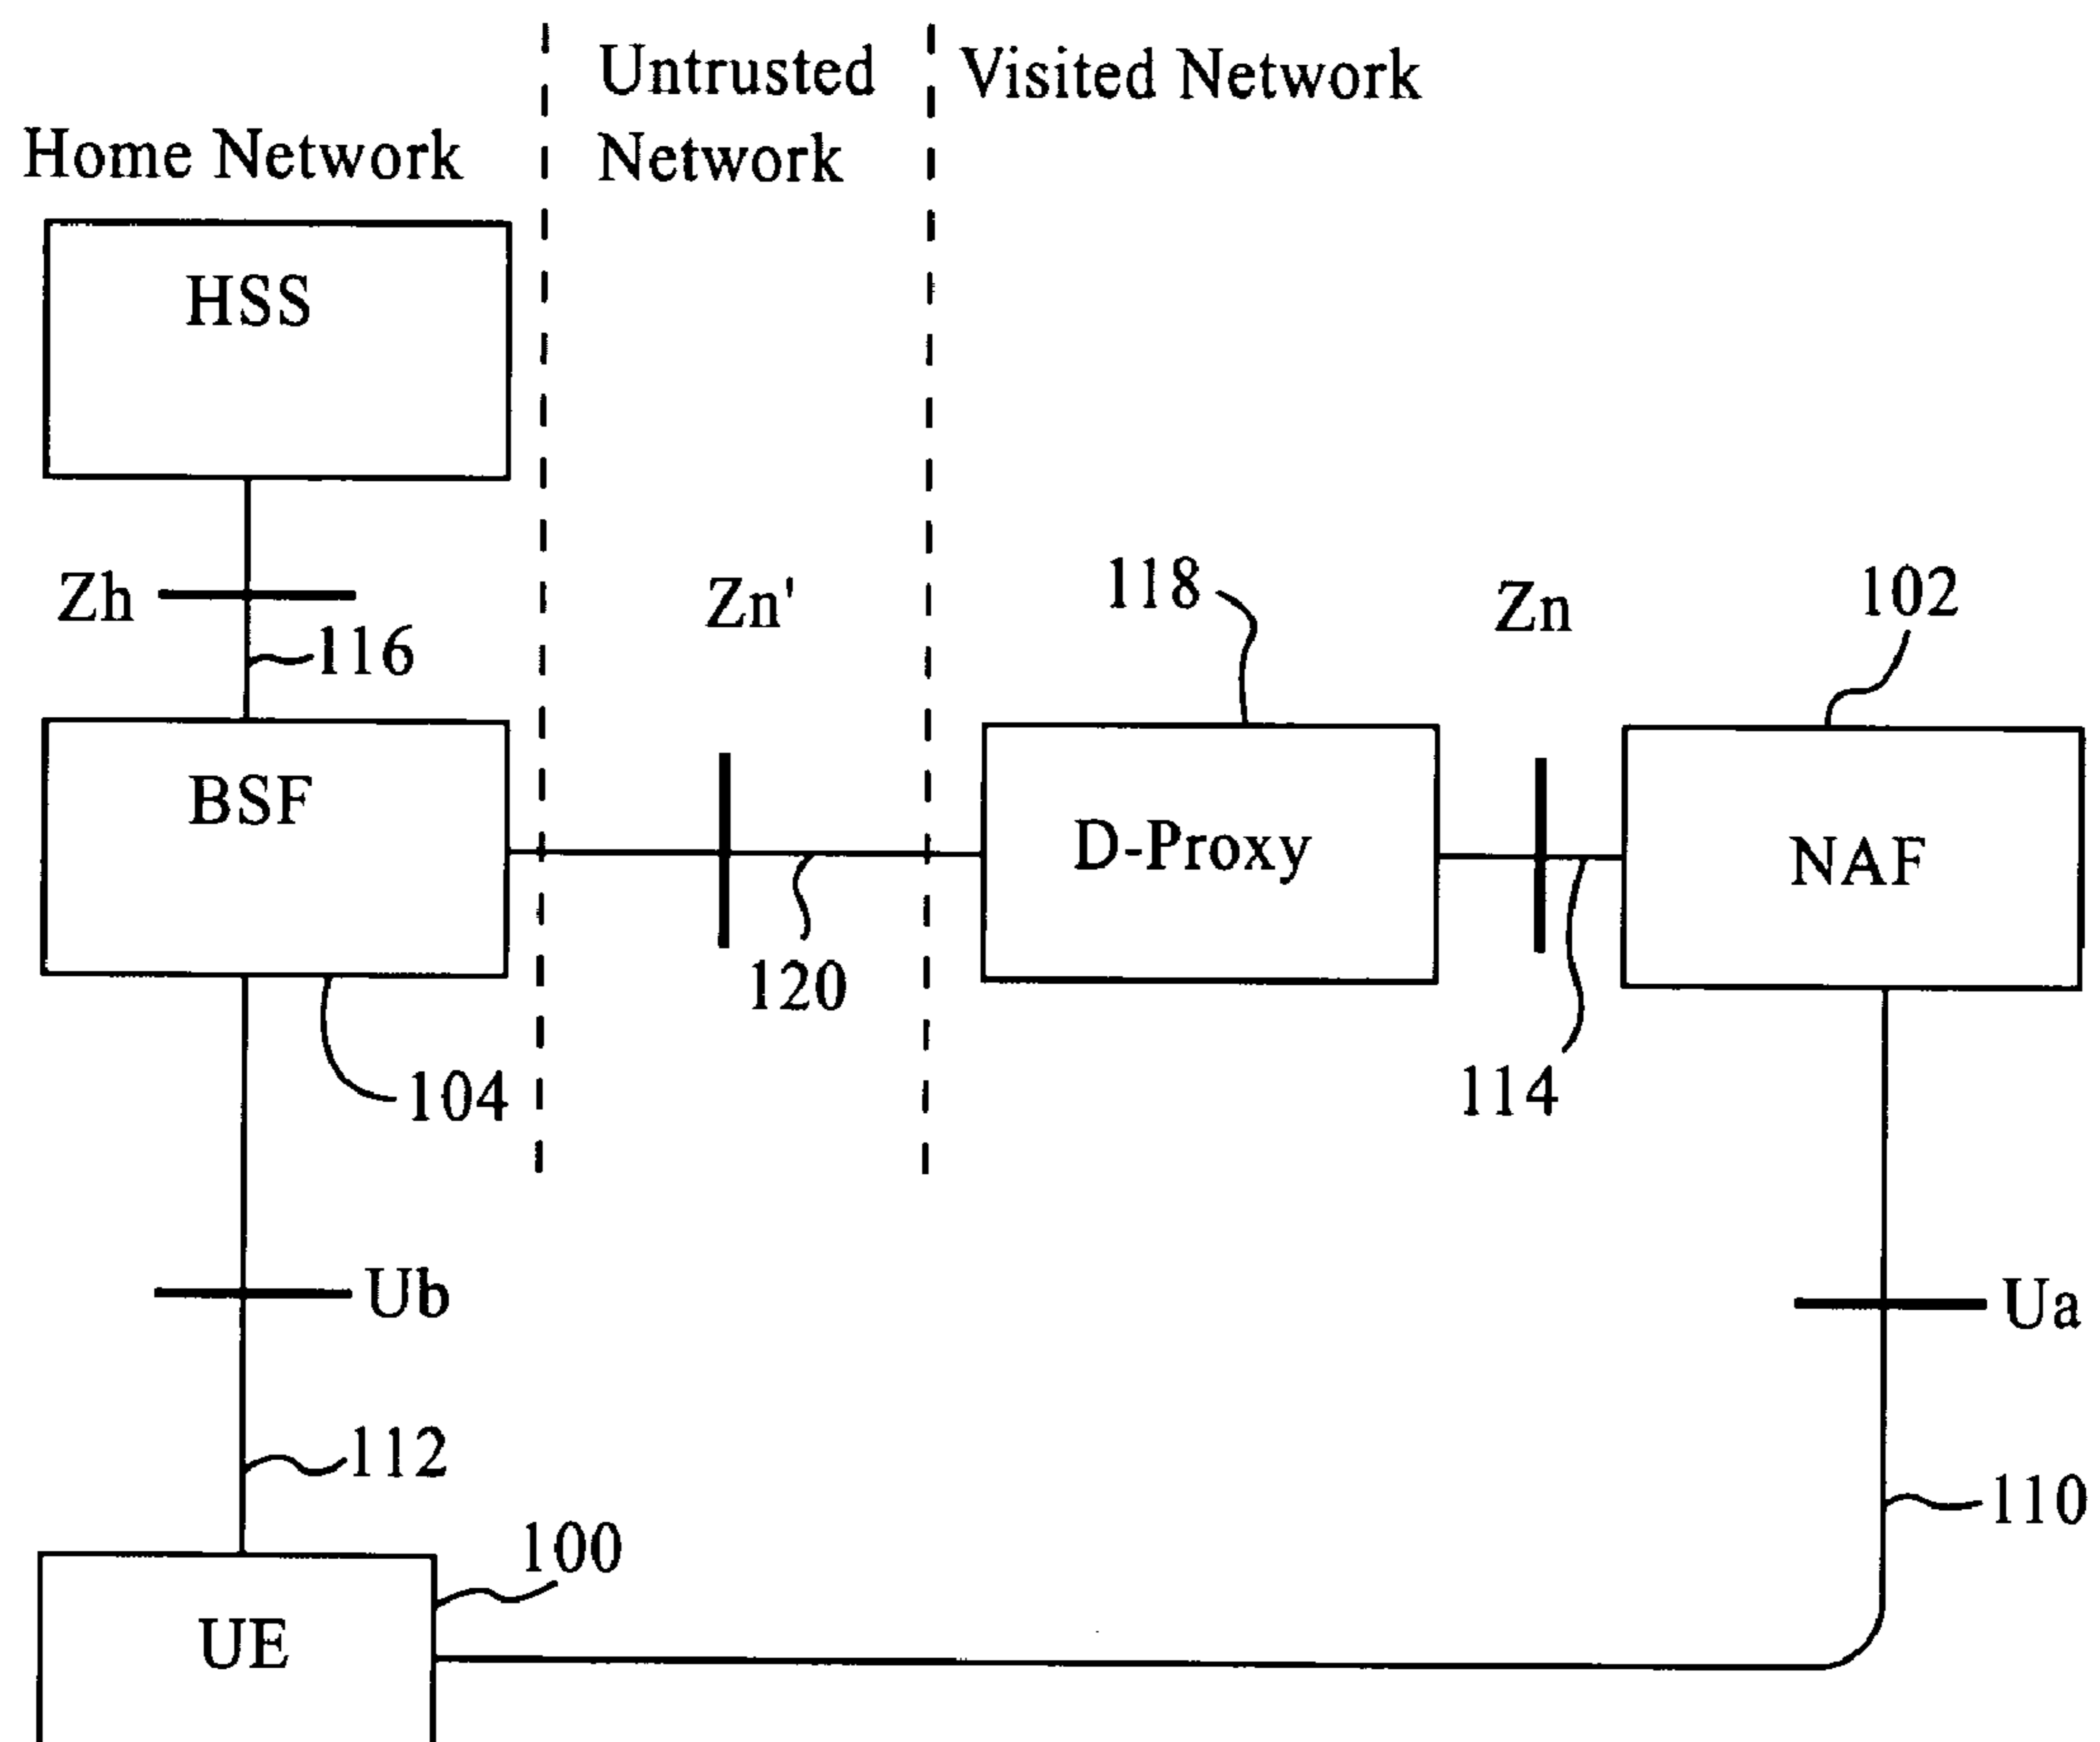 Untrusted
Network
Visited Network
Home Network
HSS
Zh
116
Zn'
118
Zn
102
BSF
D-Proxy
NAF
120
104
114
Ub
Ua
112
110
100
UE